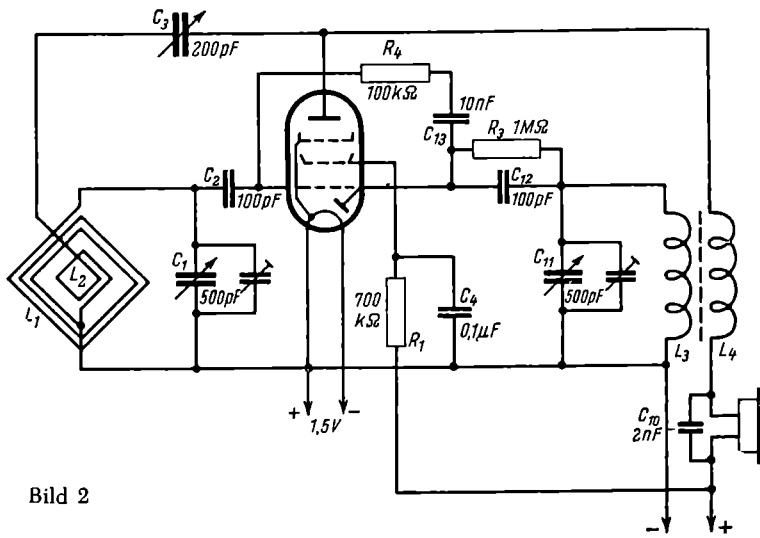 C3
200pF
R4
100kΩ
10nF
C13
R3 1MΩ
C2
100pF
C12
100pF
L2
L1
C1
500pF
C11
500pF
700
kΩ
R1
C4
0,1µF
L3
L4
+ 1,5V −
C10
2nF
− +
Bild 2